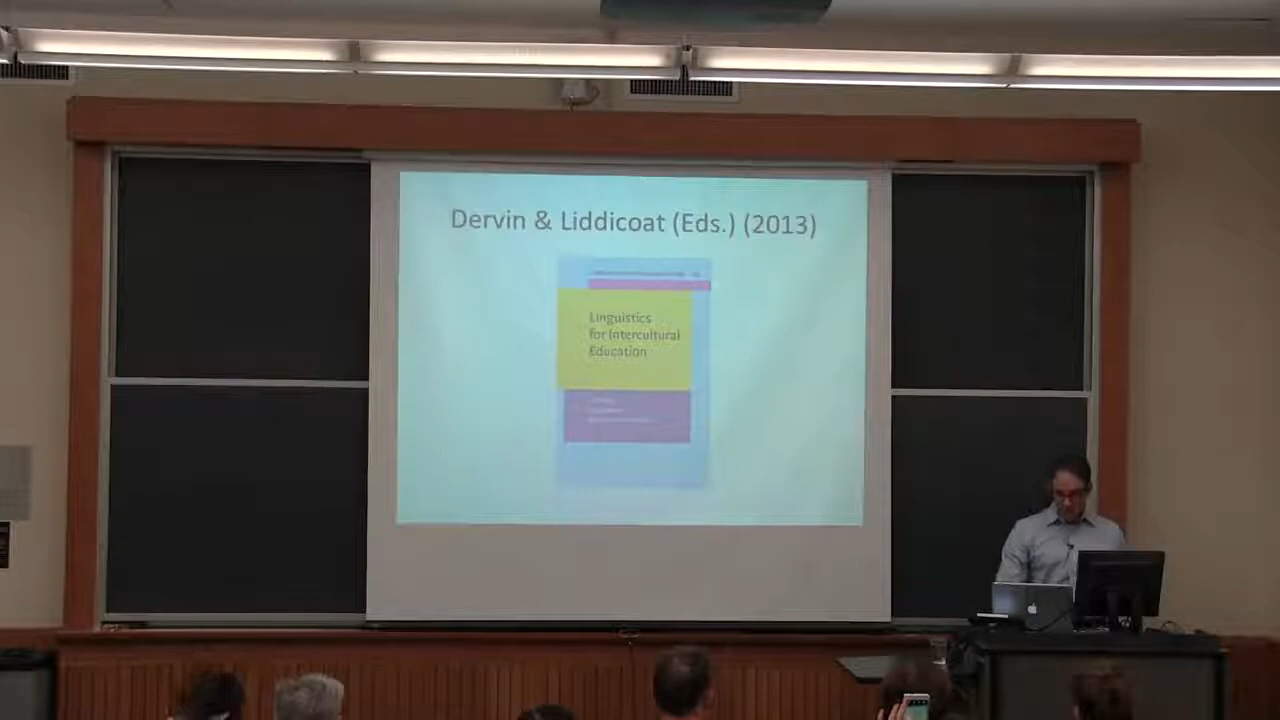 Dervin & Liddicoat (Eds.) (2013)
Linguistics
for Intercultural
Education